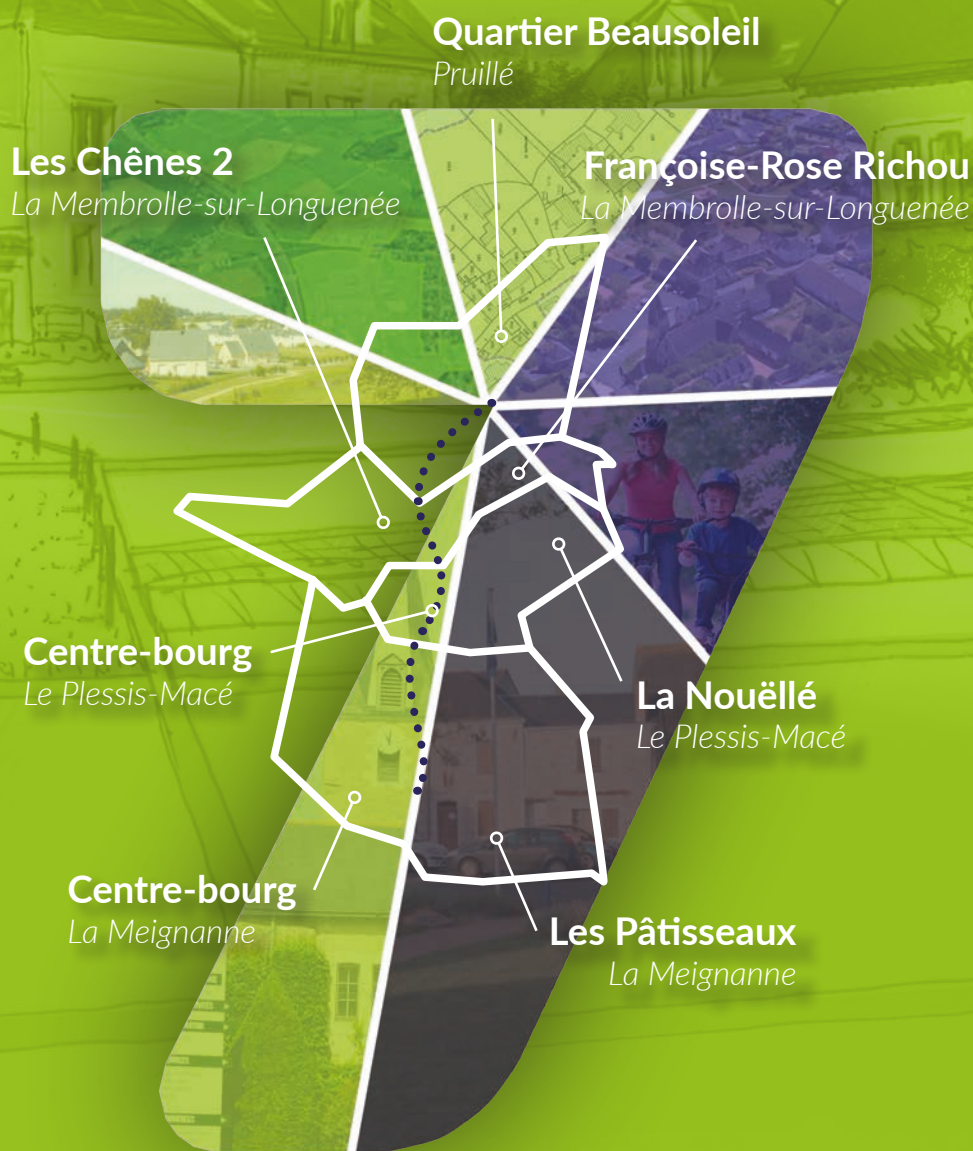 Quartier Beausoleil
Pruillé
Les Chênes 2
La Membrolle-sur-Longuenée
Françoise-Rose Richou
La Membrolle-sur-Longuenée
Centre-bourg
Le Plessis-Macé
La Nouëllé
Le Plessis-Macé
Centre-bourg
La Meignanne
Les Pâtisseaux
La Meignanne